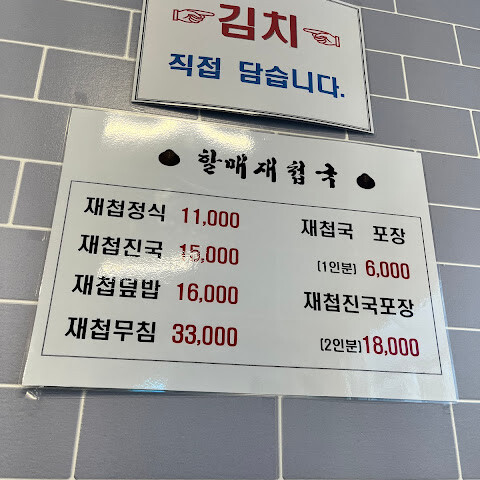 김치
직접 담습니다.
할매재첩국
재첩정식 11,000
재첩진국 15,000
재첩덮밥 16,000
재첩무침 33,000
재첩국 포장
(1인분) 6,000
재첩진국포장
(2인분) 18,000